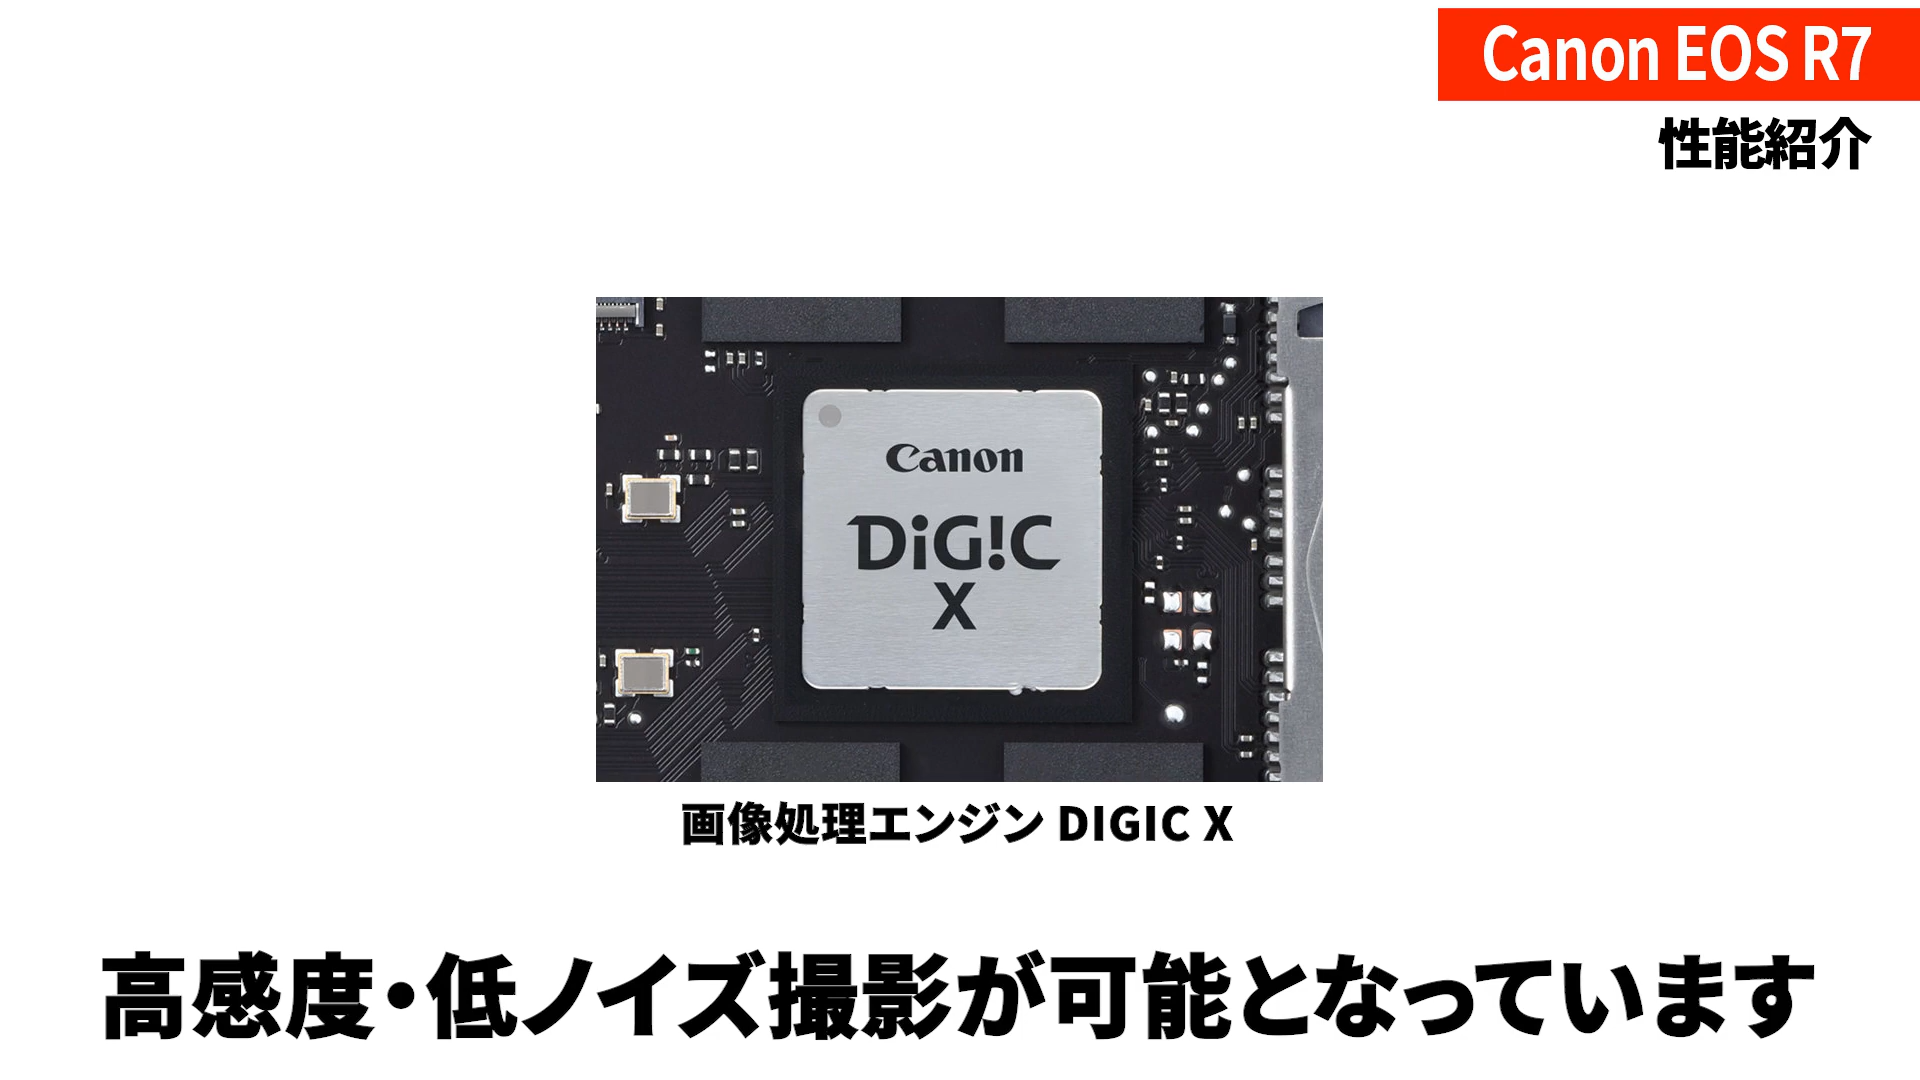 Canon EOS R7
性能紹介
Canon
DiG!C
X
画像処理エンジン DIGIC X
高感度・低ノイズ撮影が可能となっています